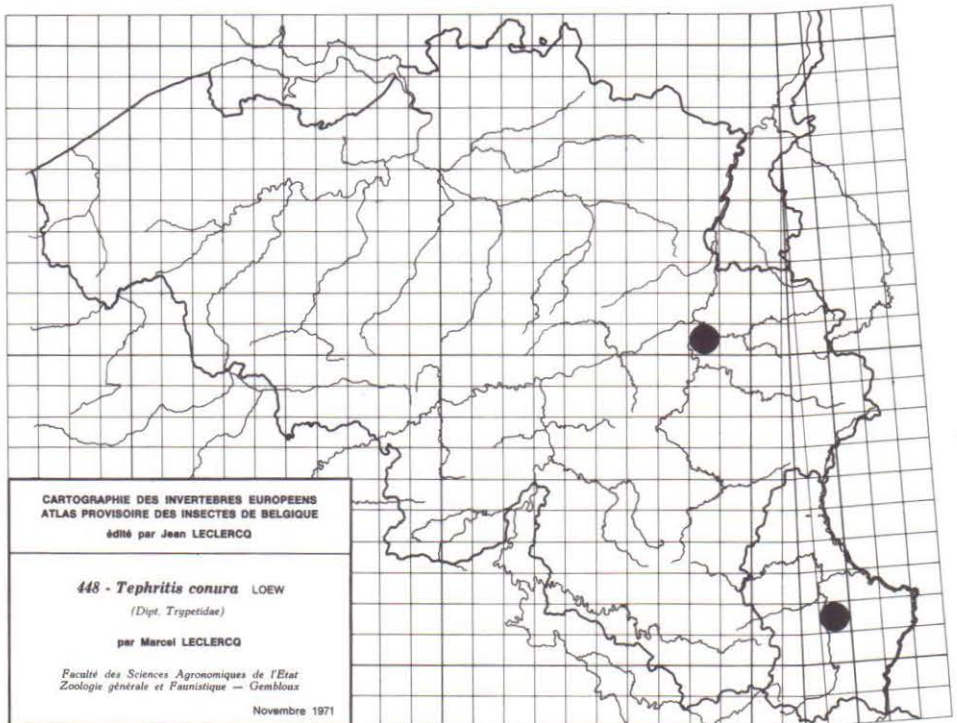 CARTOGRAPHIE DES INVERTEBRES EUROPEENS
ATLAS PROVISOIRE DES INSECTES DE BELGIQUE
édité par Jean LECLERCQ
448 - Tephritis conura LOEW
(Dipt. Trypetidae)
par Marcel LECLERCQ
Faculté des Sciences Agronomiques de l'Etat
Zoologie générale et Faunistique — Gembloux
Novembre 1971